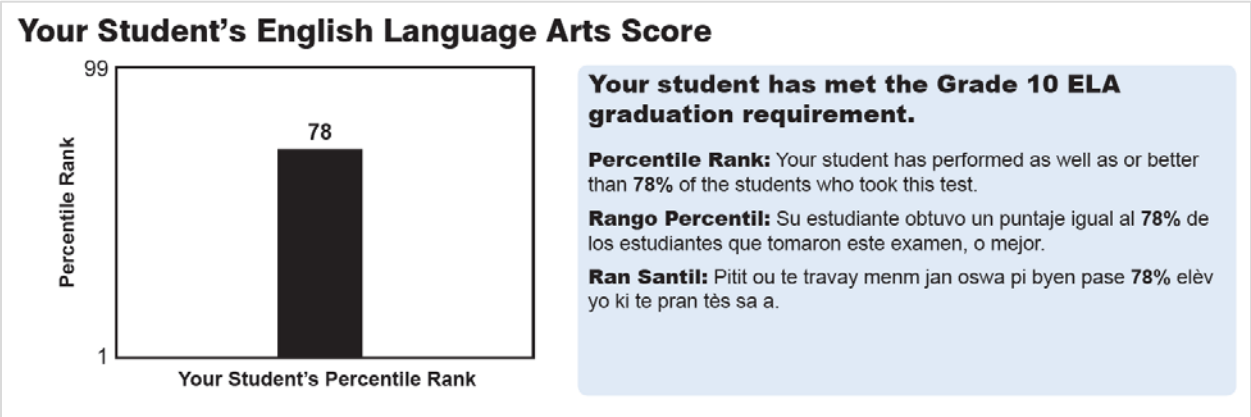 Your Student's English Language Arts Score
99
78
Percentile Rank
1
Your Student's Percentile Rank
Your student has met the Grade 10 ELA
graduation requirement.
Percentile Rank: Your student has performed as well as or better
than 78% of the students who took this test.
Rango Percentil: Su estudiante obtuvo un puntaje igual al 78% de
los estudiantes que tomaron este examen, o mejor.
Ran Santil: Pitit ou te travay menm jan oswa pi byen pase 78% elèv
yo ki te pran tès sa a.